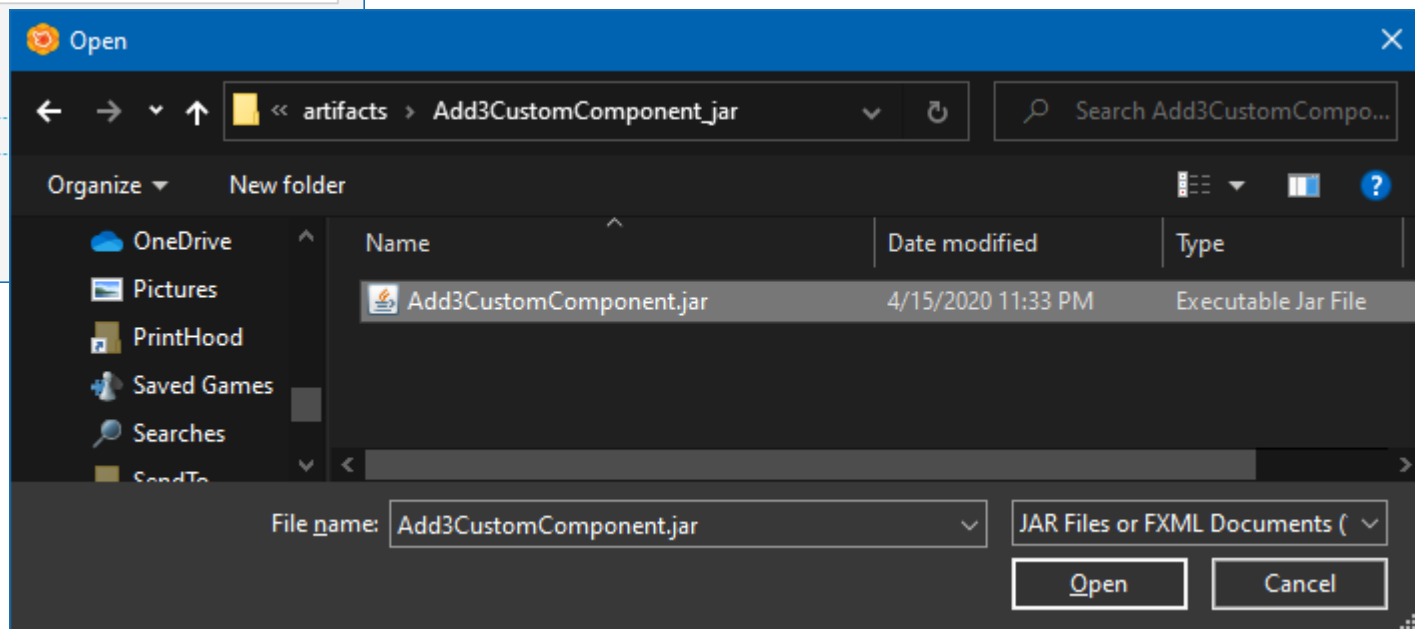 Open
« artifacts > Add3CustomComponent_jar
Search Add3CustomCompo...
Organize
New folder
OneDrive
Pictures
PrintHood
Saved Games
Searches
SendTo
Name
Date modified
Type
Add3CustomComponent.jar
4/15/2020 11:33 PM
Executable Jar File
File name:
Add3CustomComponent.jar
JAR Files or FXML Documents (
Open
Cancel